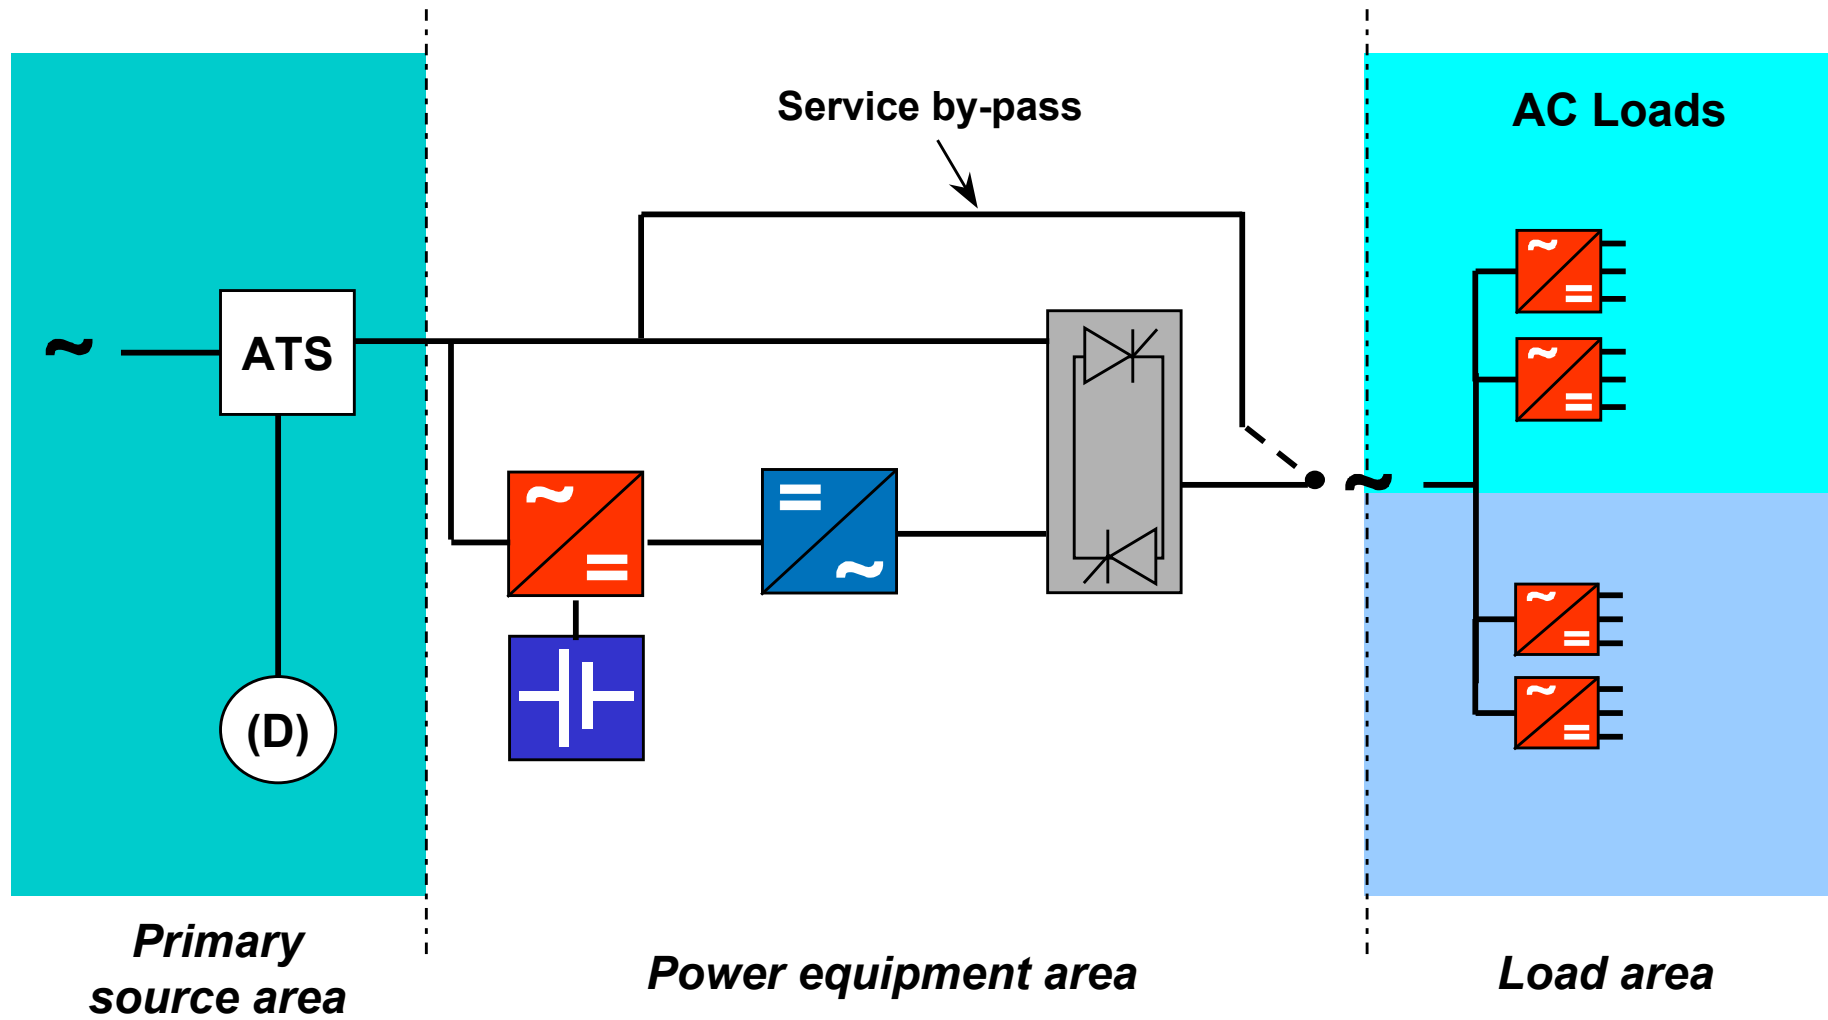 Service by-pass
AC Loads
~
ATS
(D)
~
Primary
source area
Power equipment area
Load area